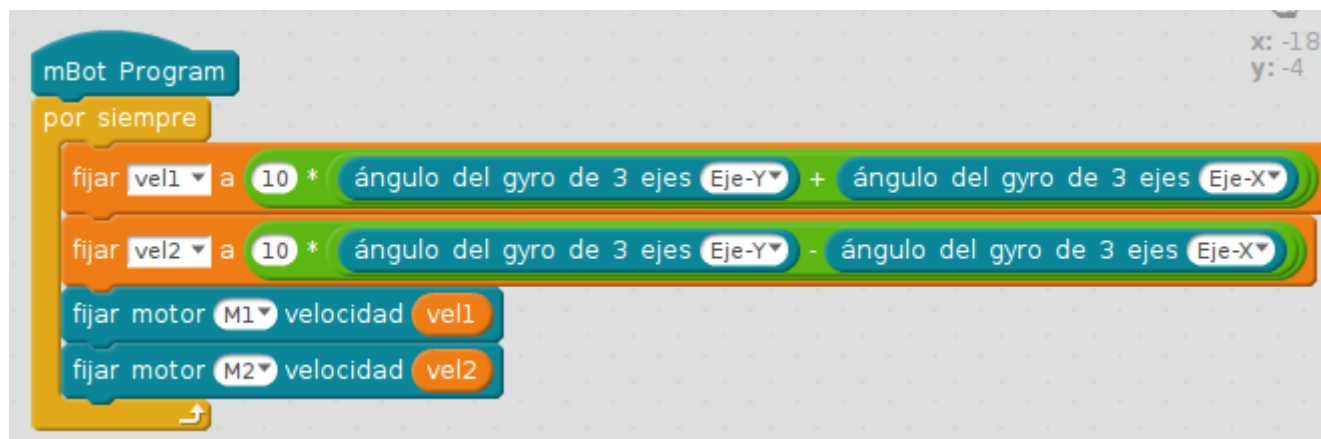 x: -18
y: -4
mBot Program
por siempre
fijar vel1 a 10 * ángulo del gyro de 3 ejes Eje-Y + ángulo del gyro de 3 ejes Eje-X
fijar vel2 a 10 * ángulo del gyro de 3 ejes Eje-Y - ángulo del gyro de 3 ejes Eje-X
fijar motor M1 velocidad vel1
fijar motor M2 velocidad vel2